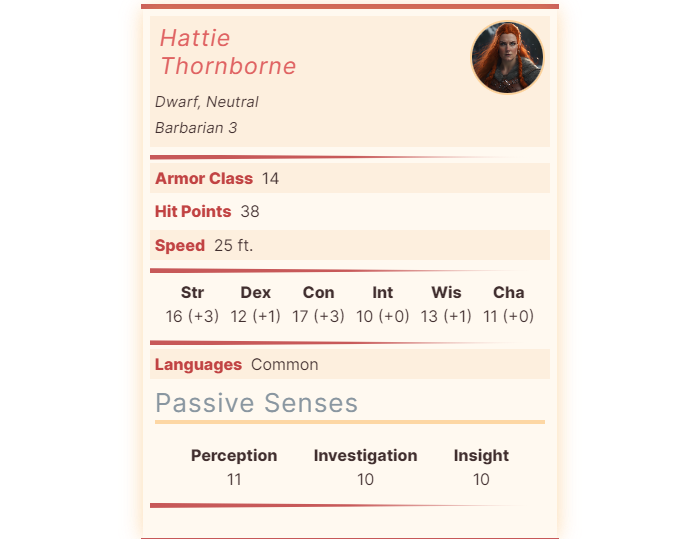 Hattie
Thornborne
Dwarf, Neutral
Barbarian 3
Armor Class 14
Hit Points 38
Speed 25 ft.
Str Dex Con Int Wis Cha
16 (+3) 12 (+1) 17 (+3) 10 (+0) 13 (+1) 11 (+0)
Languages Common
Passive Senses
Perception Investigation Insight
11 10 10